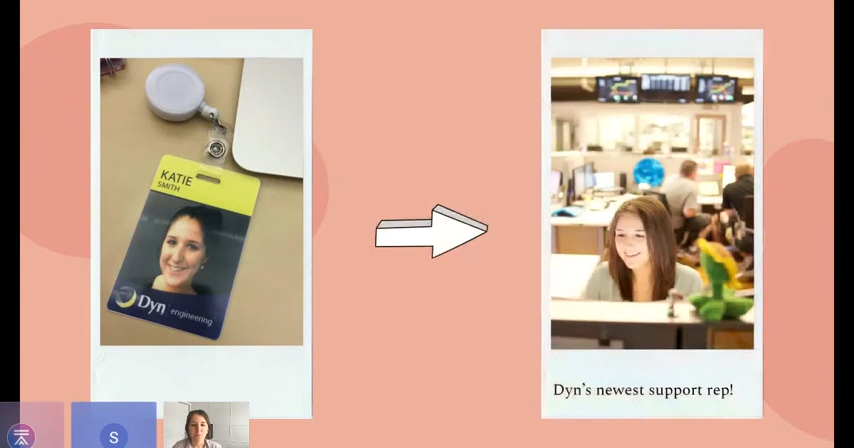 KATIE
SMITH
Dyn engineering
Dyn's newest support rep!
S